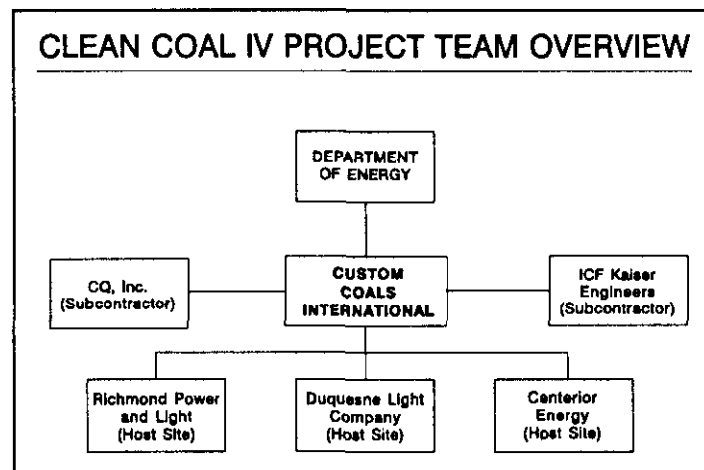 CLEAN COAL IV PROJECT TEAM OVERVIEW
DEPARTMENT
OF ENERGY
CQ, Inc.
(Subcontractor)
CUSTOM
COALS
INTERNATIONAL
ICF Kaiser
Engineers
(Subcontractor)
Richmond Power
and Light
(Host Site)
Duquesne Light
Company
(Host Site)
Centerior
Energy
(Host Site)